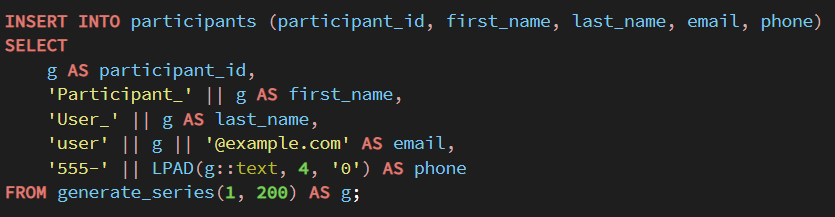 INSERT INTO participants (participant_id, first_name, last_name, email, phone)
SELECT
    g AS participant_id,
    'Participant_' || g AS first_name,
    'User_' || g AS last_name,
    'user' || g || '@example.com' AS email,
    '555-' || LPAD(g::text, 4, '0') AS phone
FROM generate_series(1, 200) AS g;